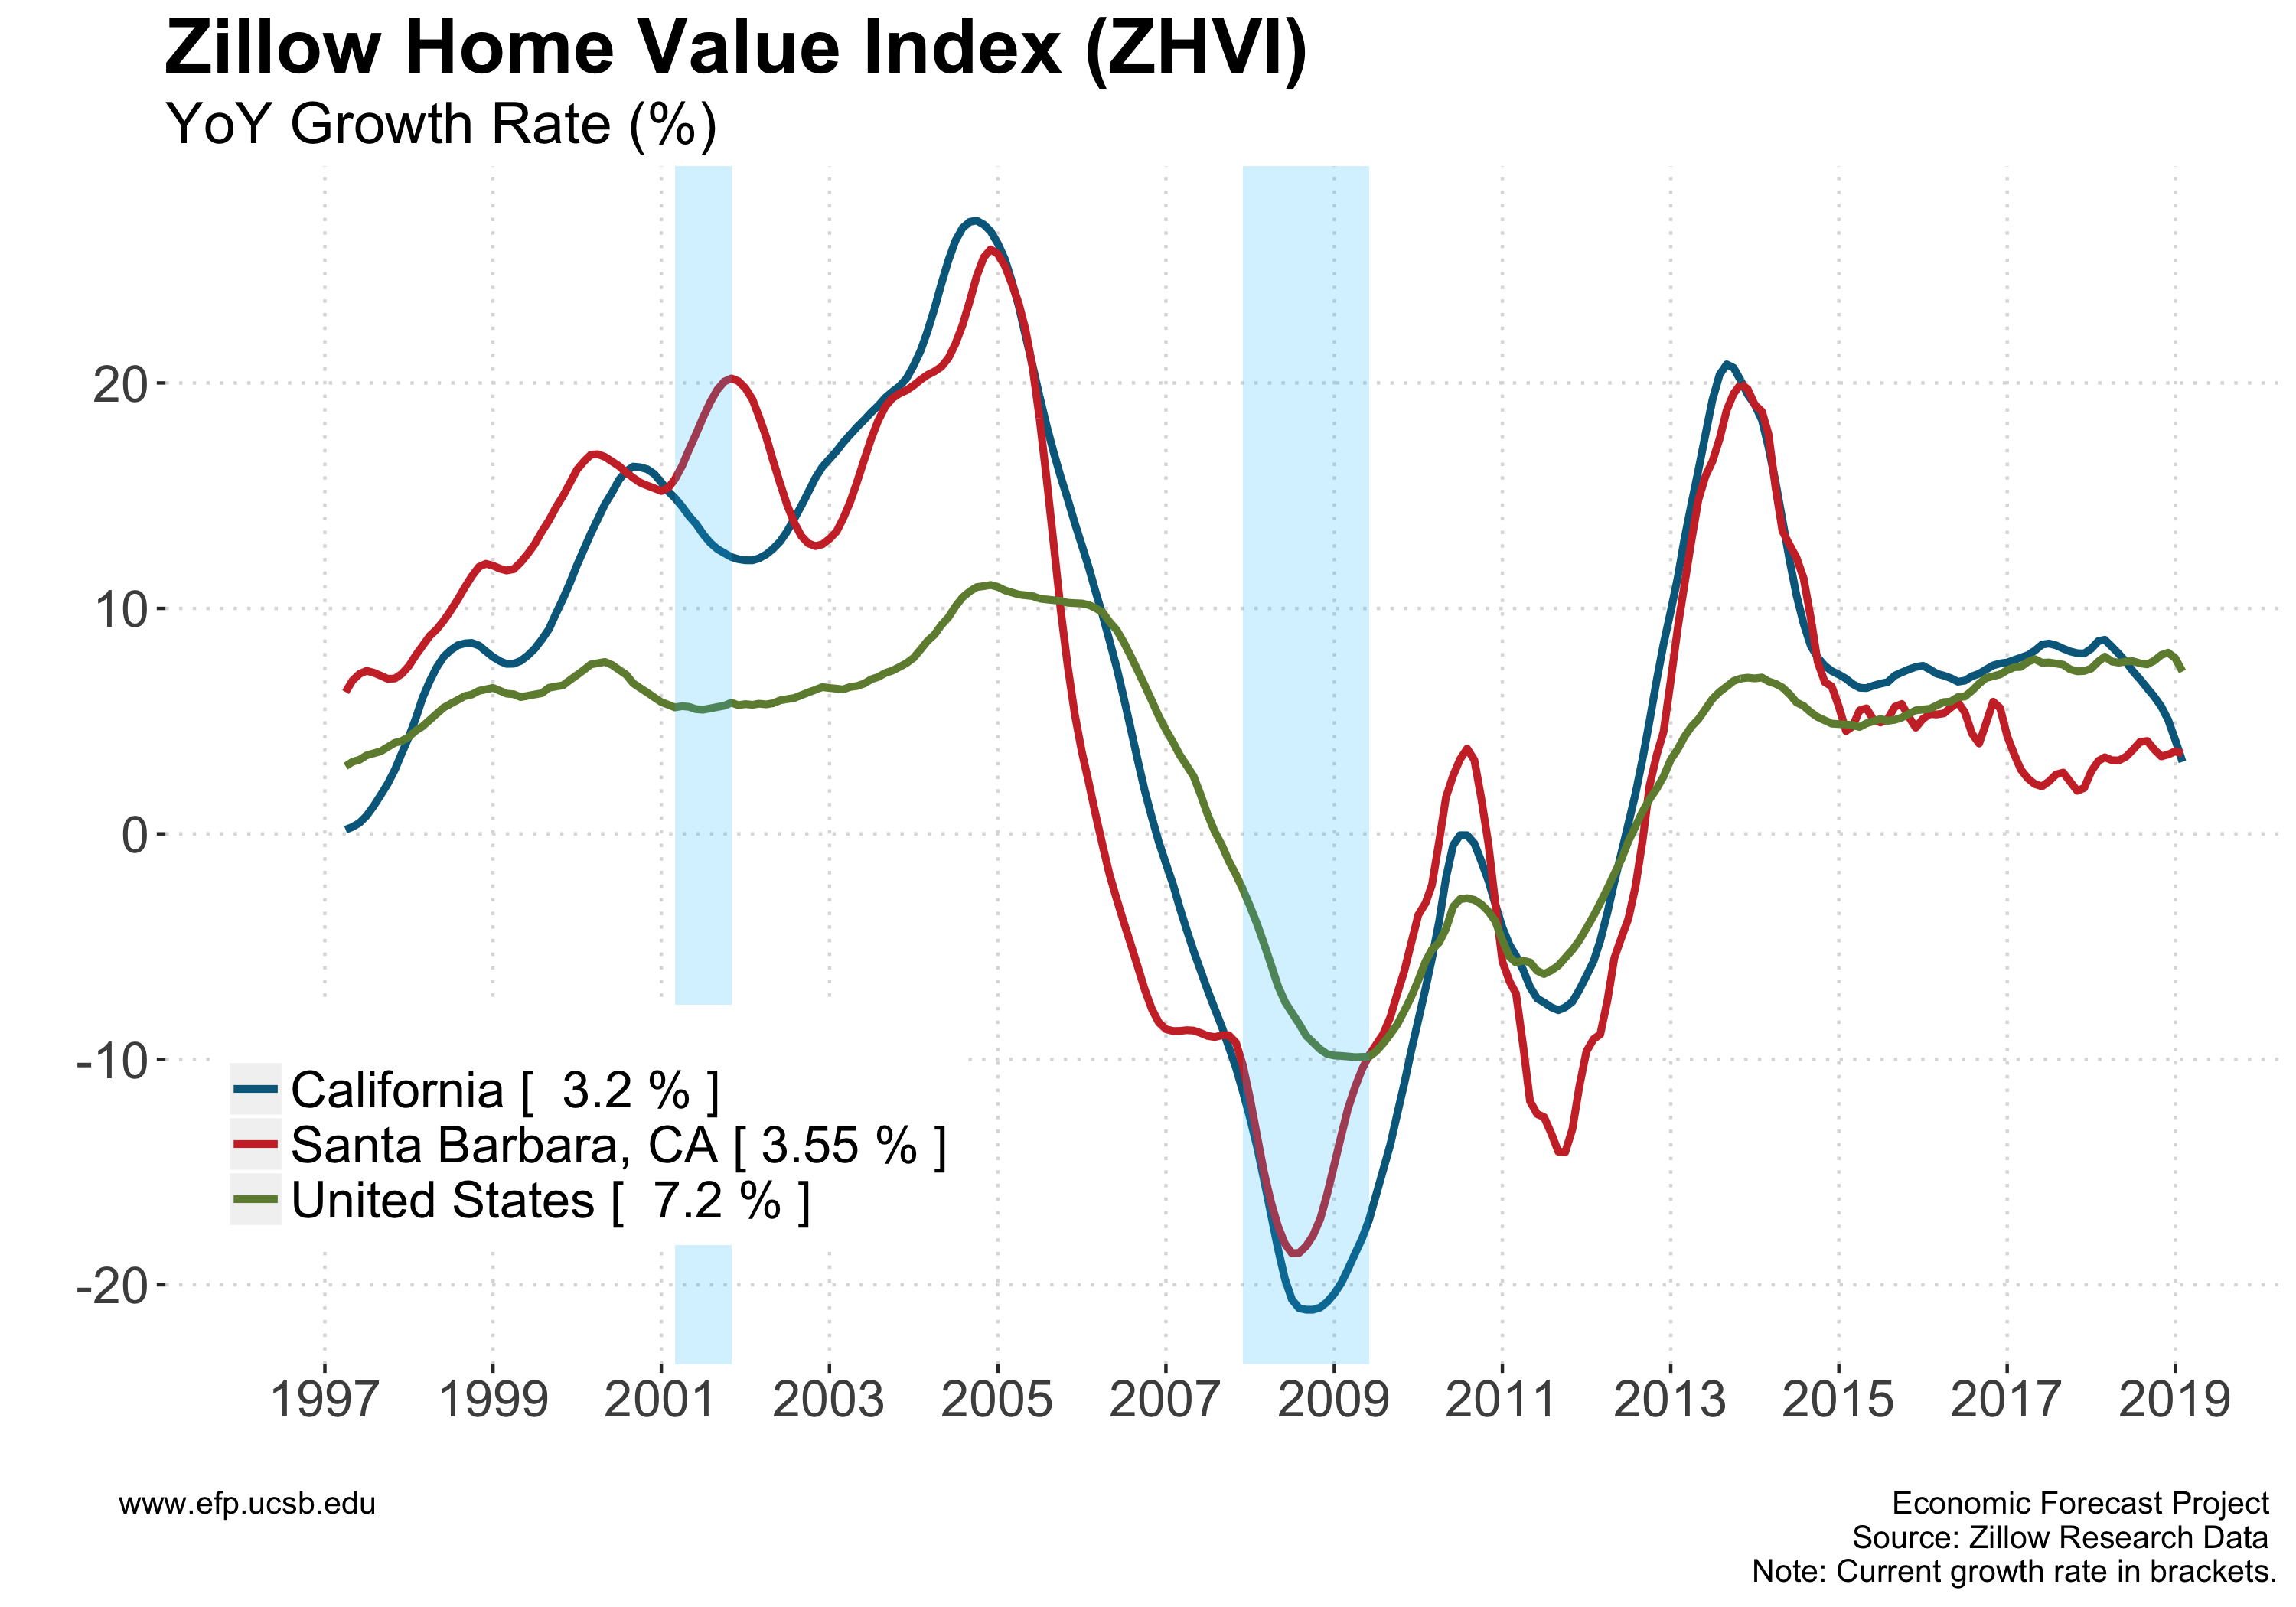 Zillow Home Value Index (ZHVI)
YoY Growth Rate (%)
20
10
0
-10
-20
California [  3.2 % ]
Santa Barbara, CA [ 3.55 % ]
United States [  7.2 % ]
1997 1999 2001 2003 2005 2007 2009 2011 2013 2015 2017 2019
www.efp.ucsb.edu
Economic Forecast Project
Source: Zillow Research Data
Note: Current growth rate in brackets.